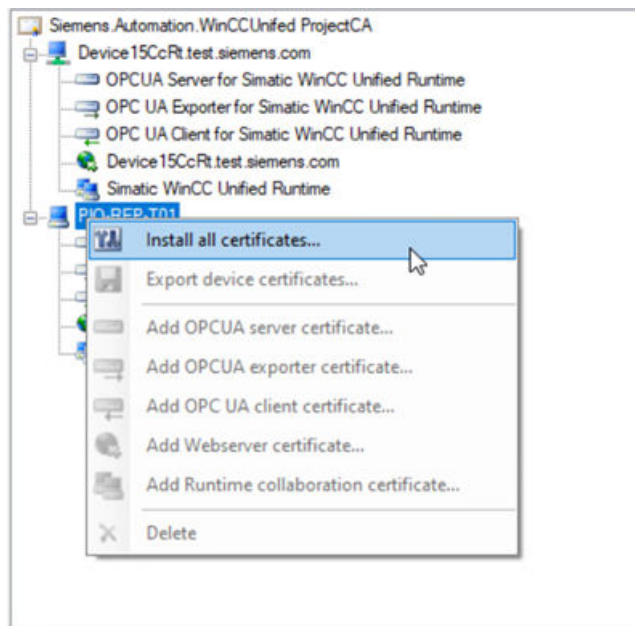 Siemens.Automation.WinCCUnifed ProjectCA
Device15CcRt.test.siemens.com
OPCUA Server for Simatic WinCC Unified Runtime
OPC UA Exporter for Simatic WinCC Unified Runtime
OPC UA Client for Simatic WinCC Unified Runtime
Device15CcRt.test.siemens.com
Simatic WinCC Unified Runtime
PIO-REP-T01
Install all certificates...
Export device certificates...
Add OPCUA server certificate...
Add OPCUA exporter certificate...
Add OPC UA client certificate...
Add Webserver certificate...
Add Runtime collaboration certificate...
Delete